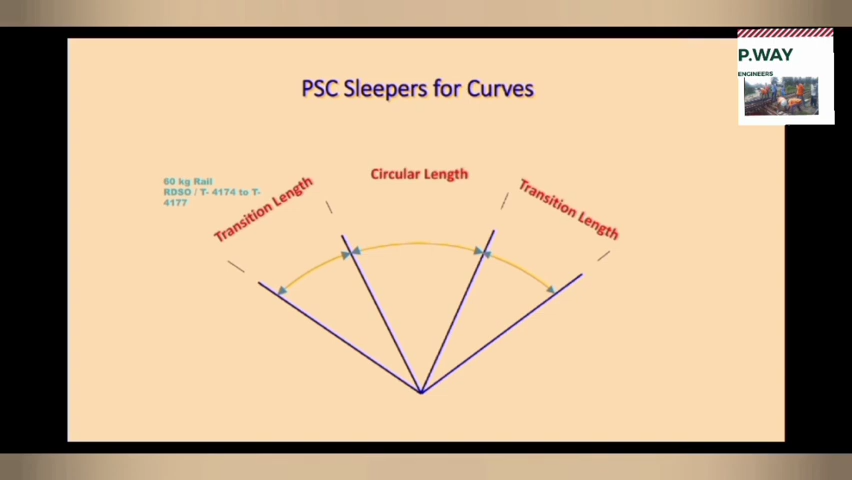 P.WAY
ENGINEERS
PSC Sleepers for Curves
60 kg Rail
RDSO / T- 4174 to T-
4177
Transition Length
Circular Length
Transition Length